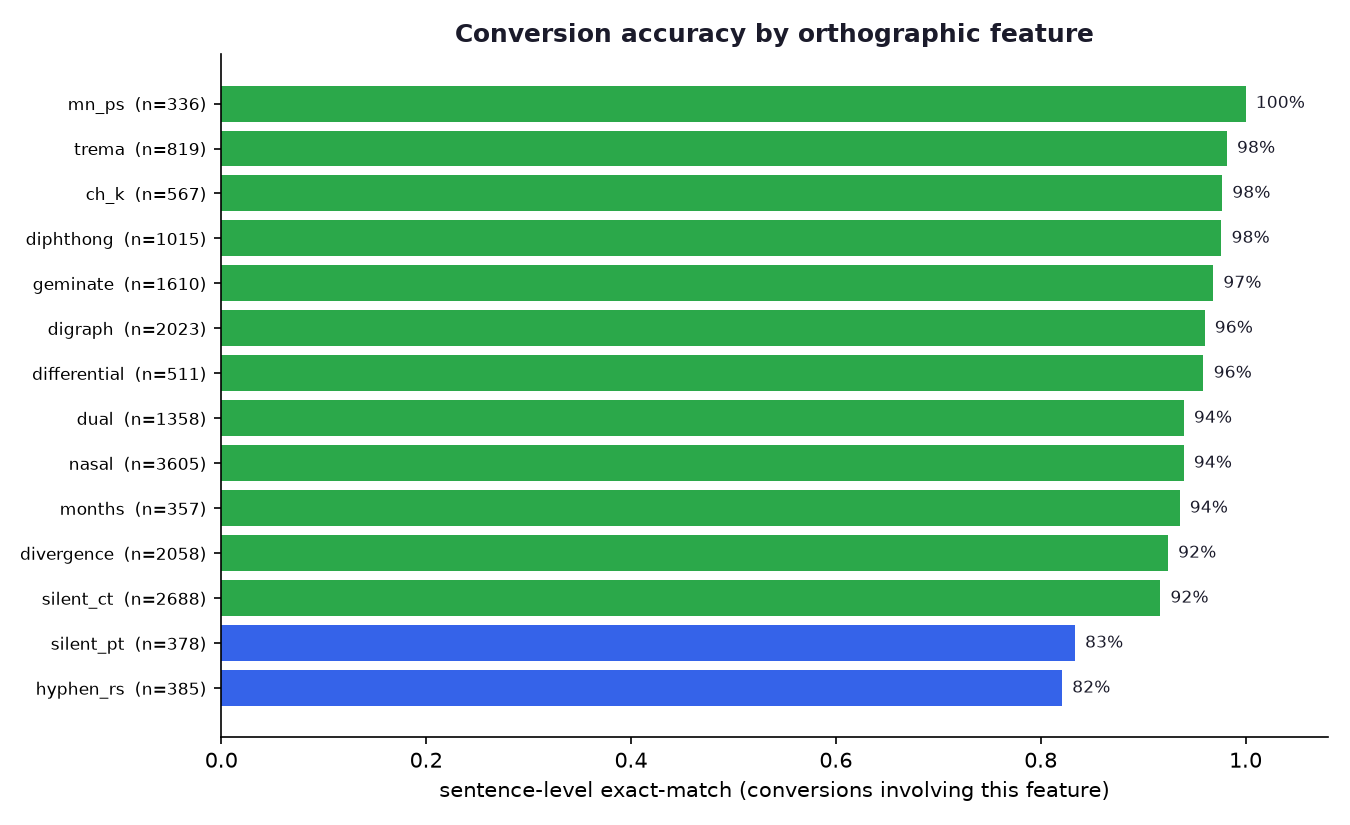 Conversion accuracy by orthographic feature
mn_ps (n=336) 100%
trema (n=819) 98%
ch_k (n=567) 98%
diphthong (n=1015) 98%
geminate (n=1610) 97%
digraph (n=2023) 96%
differential (n=511) 96%
dual (n=1358) 94%
nasal (n=3605) 94%
months (n=357) 94%
divergence (n=2058) 92%
silent_ct (n=2688) 92%
silent_pt (n=378) 83%
hyphen_rs (n=385) 82%
0.0 0.2 0.4 0.6 0.8 1.0
sentence-level exact-match (conversions involving this feature)